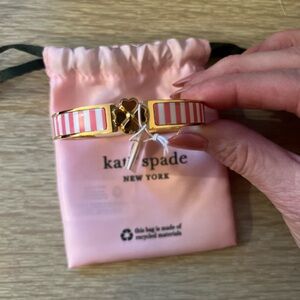 kate spade
NEW YORK
this bag is made of
recycled materials